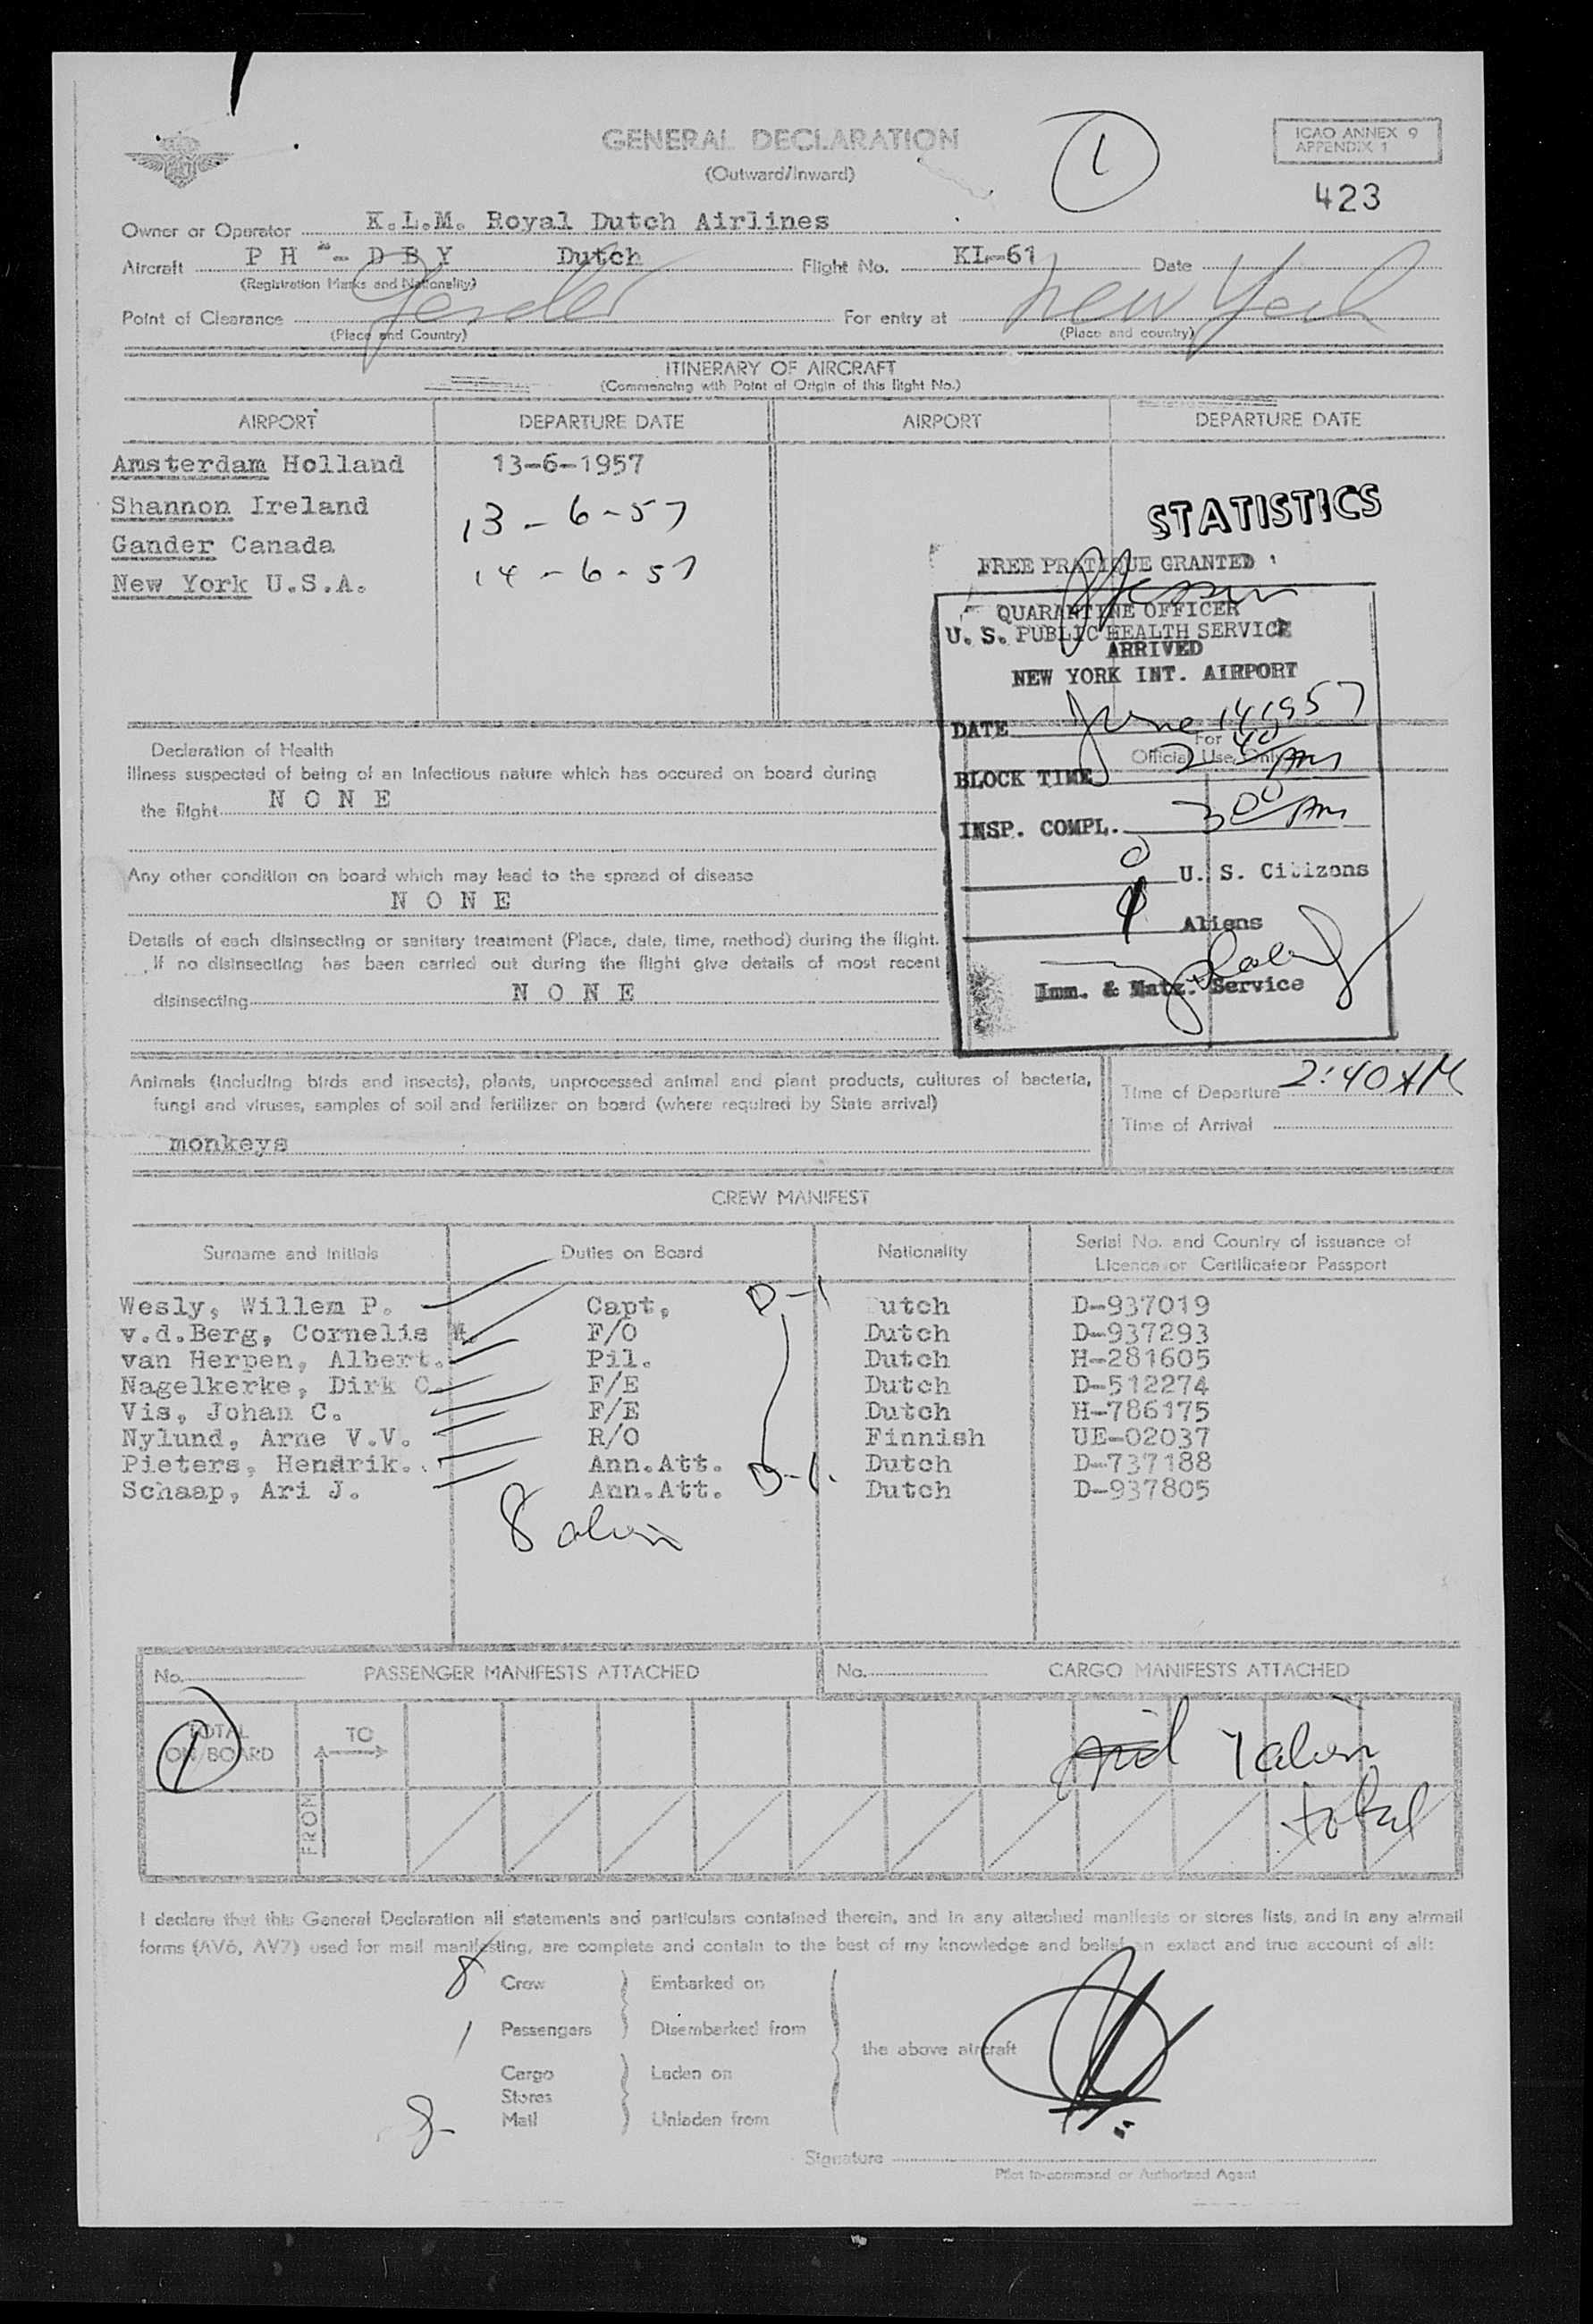 GENERAL DECLARATION
(Outward/Inward)
1
ICAO ANNEX 9
APPENDIX 1
423
Owner or Operator K.L.M. Royal Dutch Airlines
Aircraft P H - D B Y Dutch Flight No. KL-61 Date
(Registration Marks and Nationality)
Point of Clearance Gander For entry at New York
(Place and Country) (Place and country)
ITINERARY OF AIRCRAFT
(Commencing with Point of Origin of this flight No.)
AIRPORT DEPARTURE DATE AIRPORT DEPARTURE DATE
Amsterdam Holland 13-6-1957
Shannon Ireland 13-6-57
Gander Canada 14-6-57
New York U.S.A.
STATISTICS
FREE PRATIQUE GRANTED
QUARANTINE OFFICER
U. S. PUBLIC HEALTH SERVICE
ARRIVED
NEW YORK INT. AIRPORT
DATE June 14 1957
For
Official Use Only
BLOCK TIME 2 40 AM
INSP. COMPL. 3 00 AM
0 U. S. Citizens
Aliens
Imm. & Natz. Service
Declaration of Health
Illness suspected of being of an infectious nature which has occured on board during
the flight N O N E
Any other condition on board which may lead to the spread of disease
N O N E
Details of each disinsecting or sanitary treatment (Place, date, time, method) during the flight.
If no disinsecting has been carried out during the flight give details of most recent
disinsecting N O N E
Animals (including birds and insects), plants, unprocessed animal and plant products, cultures of bacteria,
fungi and viruses, samples of soil and fertilizer on board (where required by State arrival)
monkeys
Time of Departure 2:40 AM
Time of Arrival
CREW MANIFEST
Surname and Initials Duties on Board Nationality Serial No. and Country of issuance of
Licence or Certificateor Passport
Wesly, Willem P. Capt, D-1 utch D-937019
v.d.Berg, Cornelis M. F/O Dutch D-937293
van Herpen, Albert. Pil. Dutch H-281605
Nagelkerke, Dirk C. F/E Dutch D-512274
Vis, Johan C. F/E Dutch H-786175
Nylund, Arne V.V. R/O Finnish UE-02037
Pieters, Hendrik. Ann.Att. D-1. Dutch D-737188
Schaap, Ari J. Ann.Att. Dutch D-937805
8 alien
No. PASSENGER MANIFESTS ATTACHED No. CARGO MANIFESTS ATTACHED
TOTAL
ON BOARD
1
TO
FROM
1 alien
total
I declare that this General Declaration all statements and particulars contained therein, and in any attached manifests or stores lists, and in any airmail
forms (AV6, AV7) used for mail manifesting, are complete and contain to the best of my knowledge and belief an extact and true account of all:
8 Crew Embarked on
1 Passengers Disembarked from
the above aircraft
Cargo Laden on
Stores
Mail Unladen from
Signature
Pilot in-command or Authorized Agent